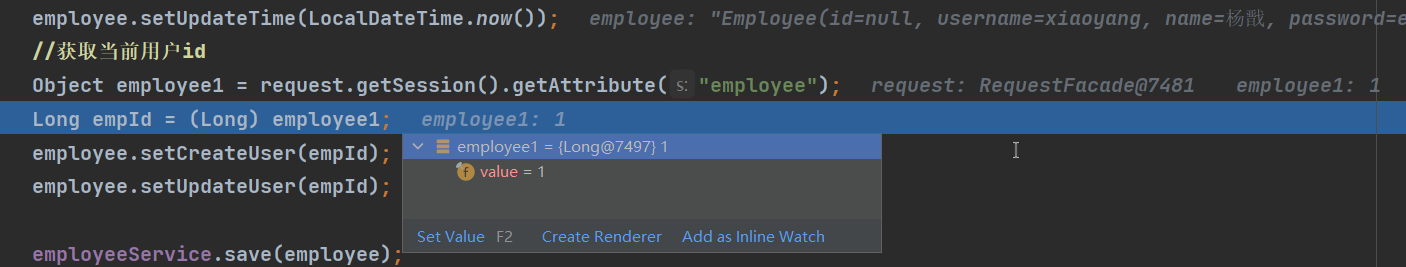 employee.setUpdateTime(LocalDateTime.now()); employee: "Employee(id=null, username=xiaoyang, name=杨戬, password=e
//获取当前用户id
Object employee1 = request.getSession().getAttribute( s: "employee"); request: RequestFacade@7481 employee1: 1
Long empId = (Long) employee1; employee1: 1
employee.setCreateUser(empId);
employee1 = {Long@7497} 1
f value = 1
employee.setUpdateUser(empId);
Set Value F2 Create Renderer Add as Inline Watch
employeeService.save(employee);